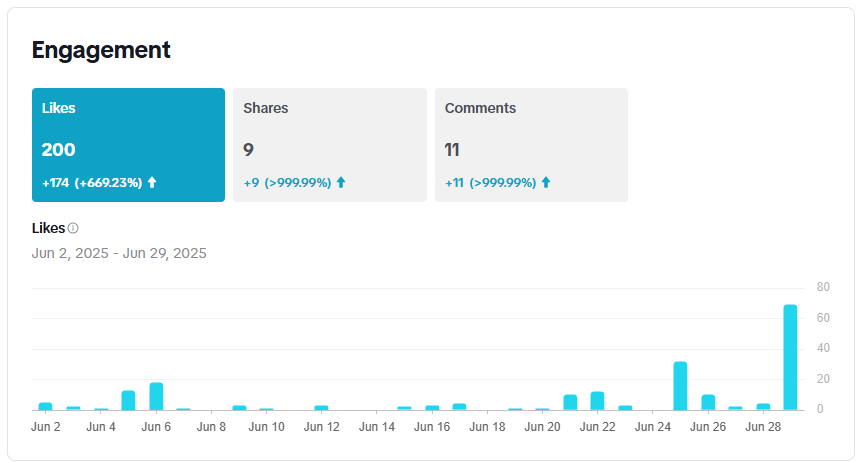 Engagement
Likes Shares Comments
200 9 11
+174 (+669.23%) ↑ +9 (>999.99%) ↑ +11 (>999.99%) ↑
Likes ⓘ
Jun 2, 2025 - Jun 29, 2025
80
60
40
20
0
Jun 2 Jun 4 Jun 6 Jun 8 Jun 10 Jun 12 Jun 14 Jun 16 Jun 18 Jun 20 Jun 22 Jun 24 Jun 26 Jun 28